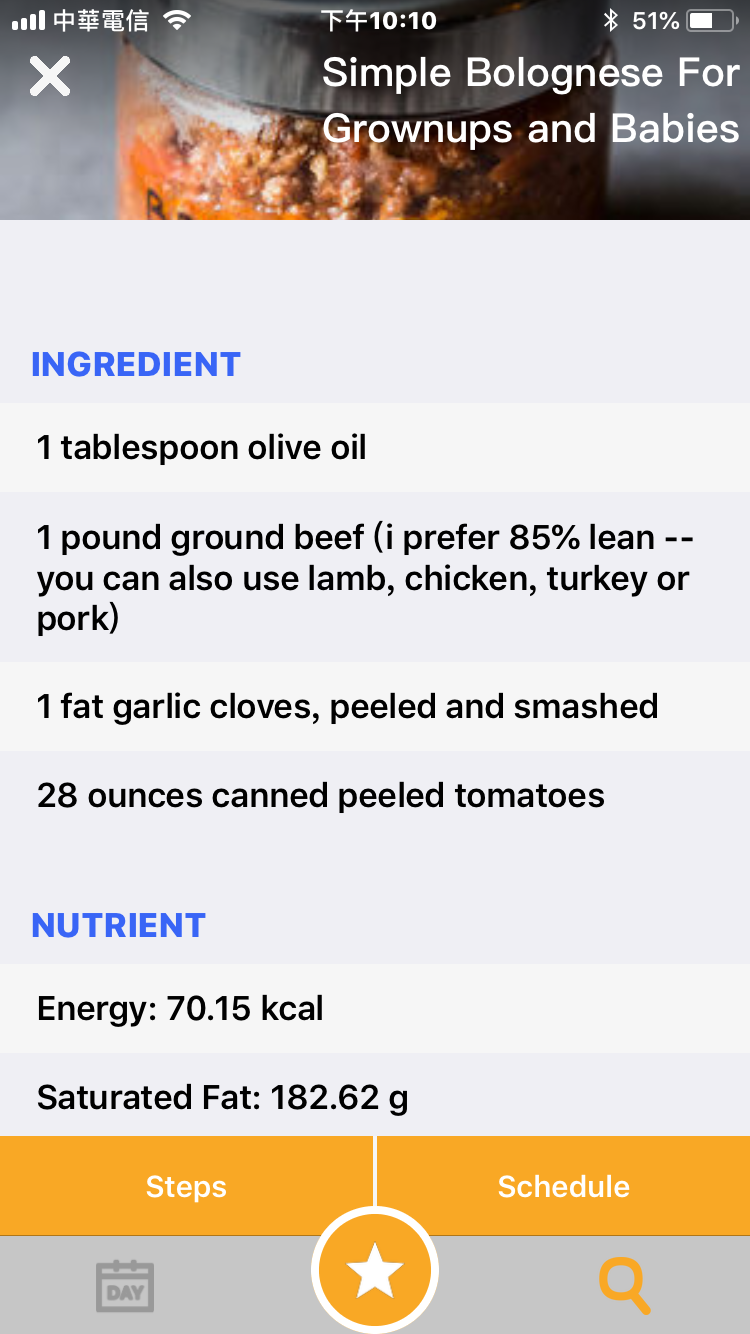 中華電信 下午10:10 51%
Simple Bolognese For
Grownups and Babies
INGREDIENT
1 tablespoon olive oil
1 pound ground beef (i prefer 85% lean --
you can also use lamb, chicken, turkey or
pork)
1 fat garlic cloves, peeled and smashed
28 ounces canned peeled tomatoes
NUTRIENT
Energy: 70.15 kcal
Saturated Fat: 182.62 g
Steps Schedule
DAY